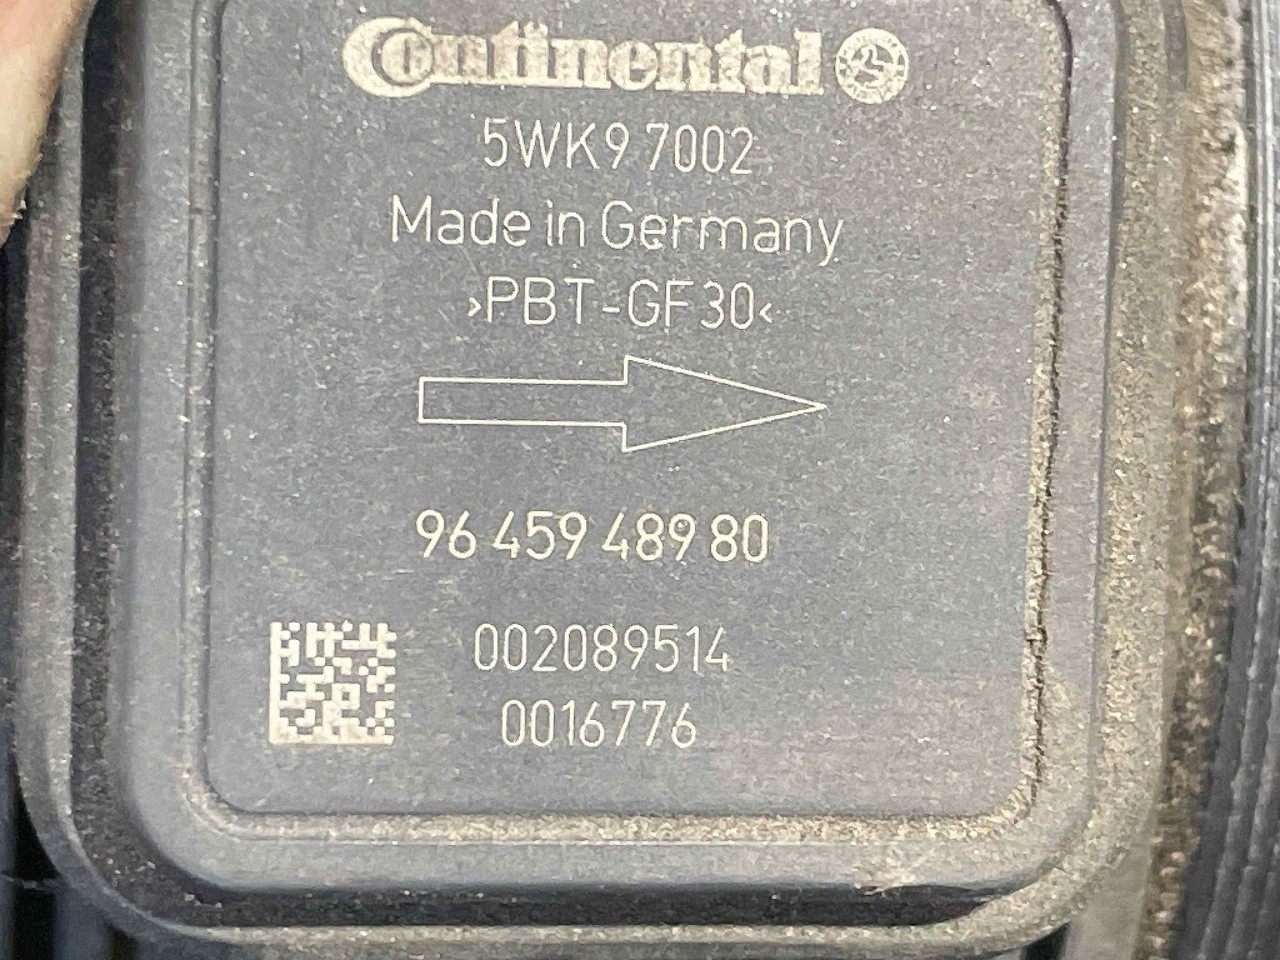 Continental
5WK9 7002
Made in Germany
>PBT-GF30<
96 459 489 80
002089514
0016776